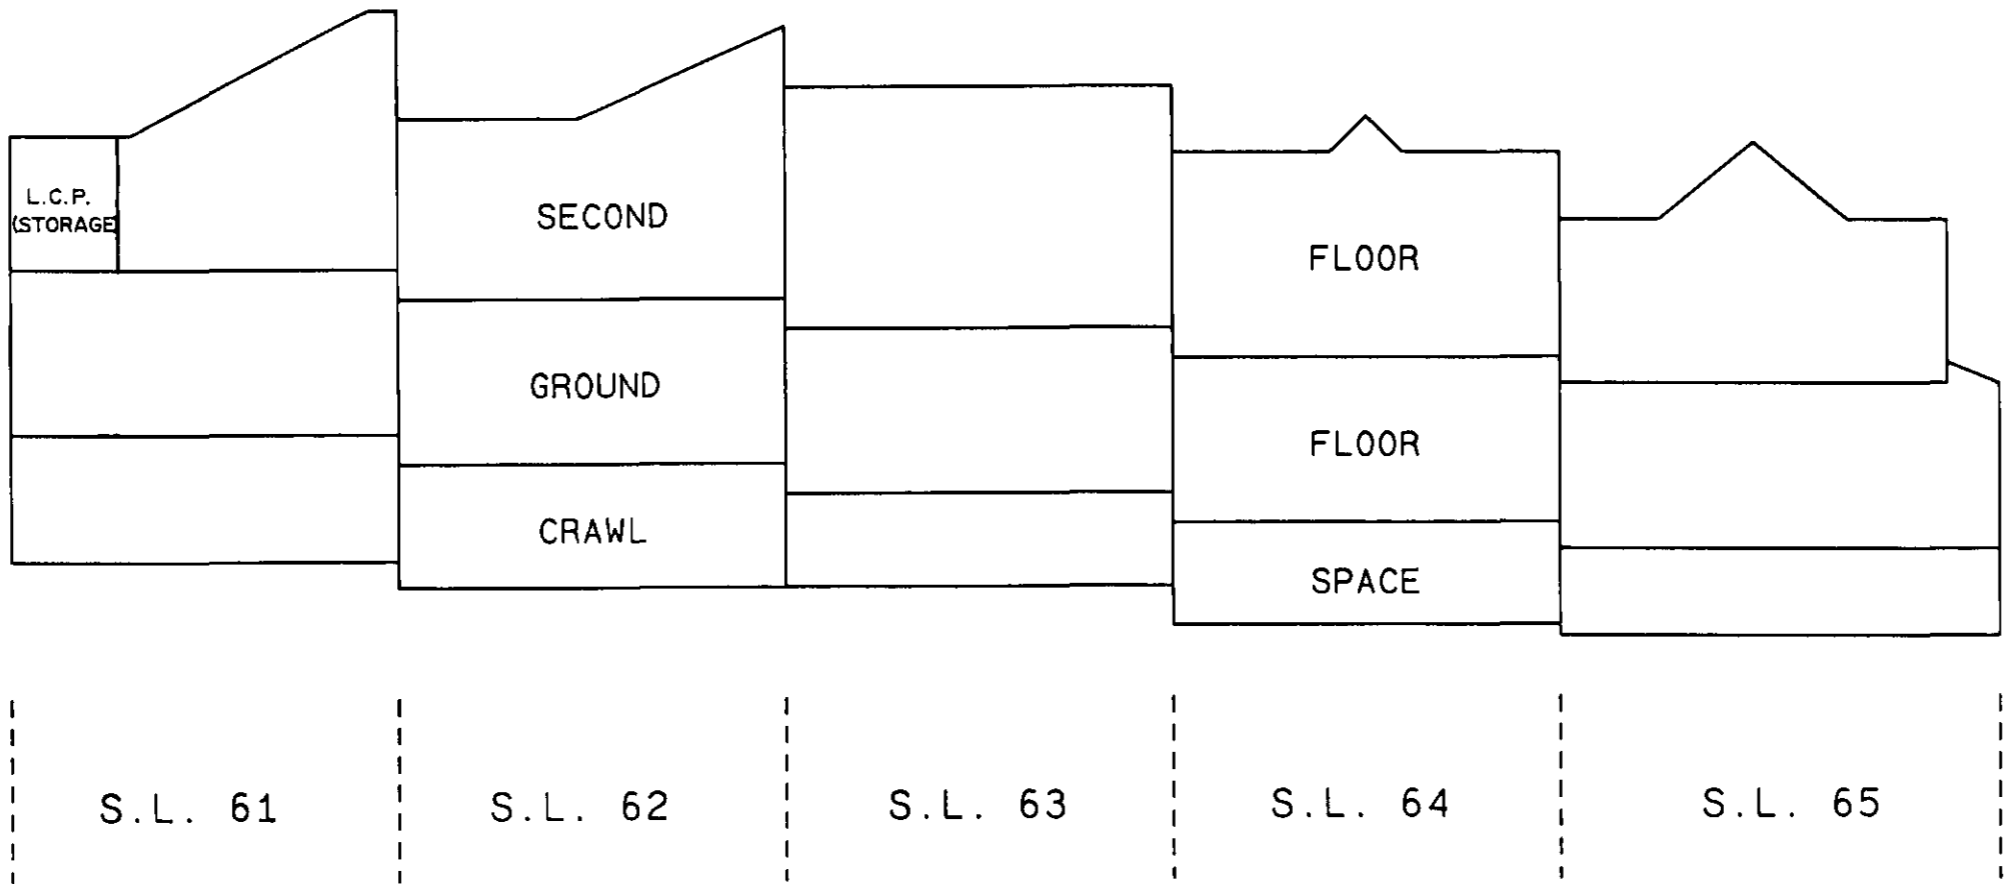 L.C.P.
(STORAGE)
SECOND FLOOR
GROUND FLOOR
CRAWL SPACE
S.L. 61 S.L. 62 S.L. 63 S.L. 64 S.L. 65